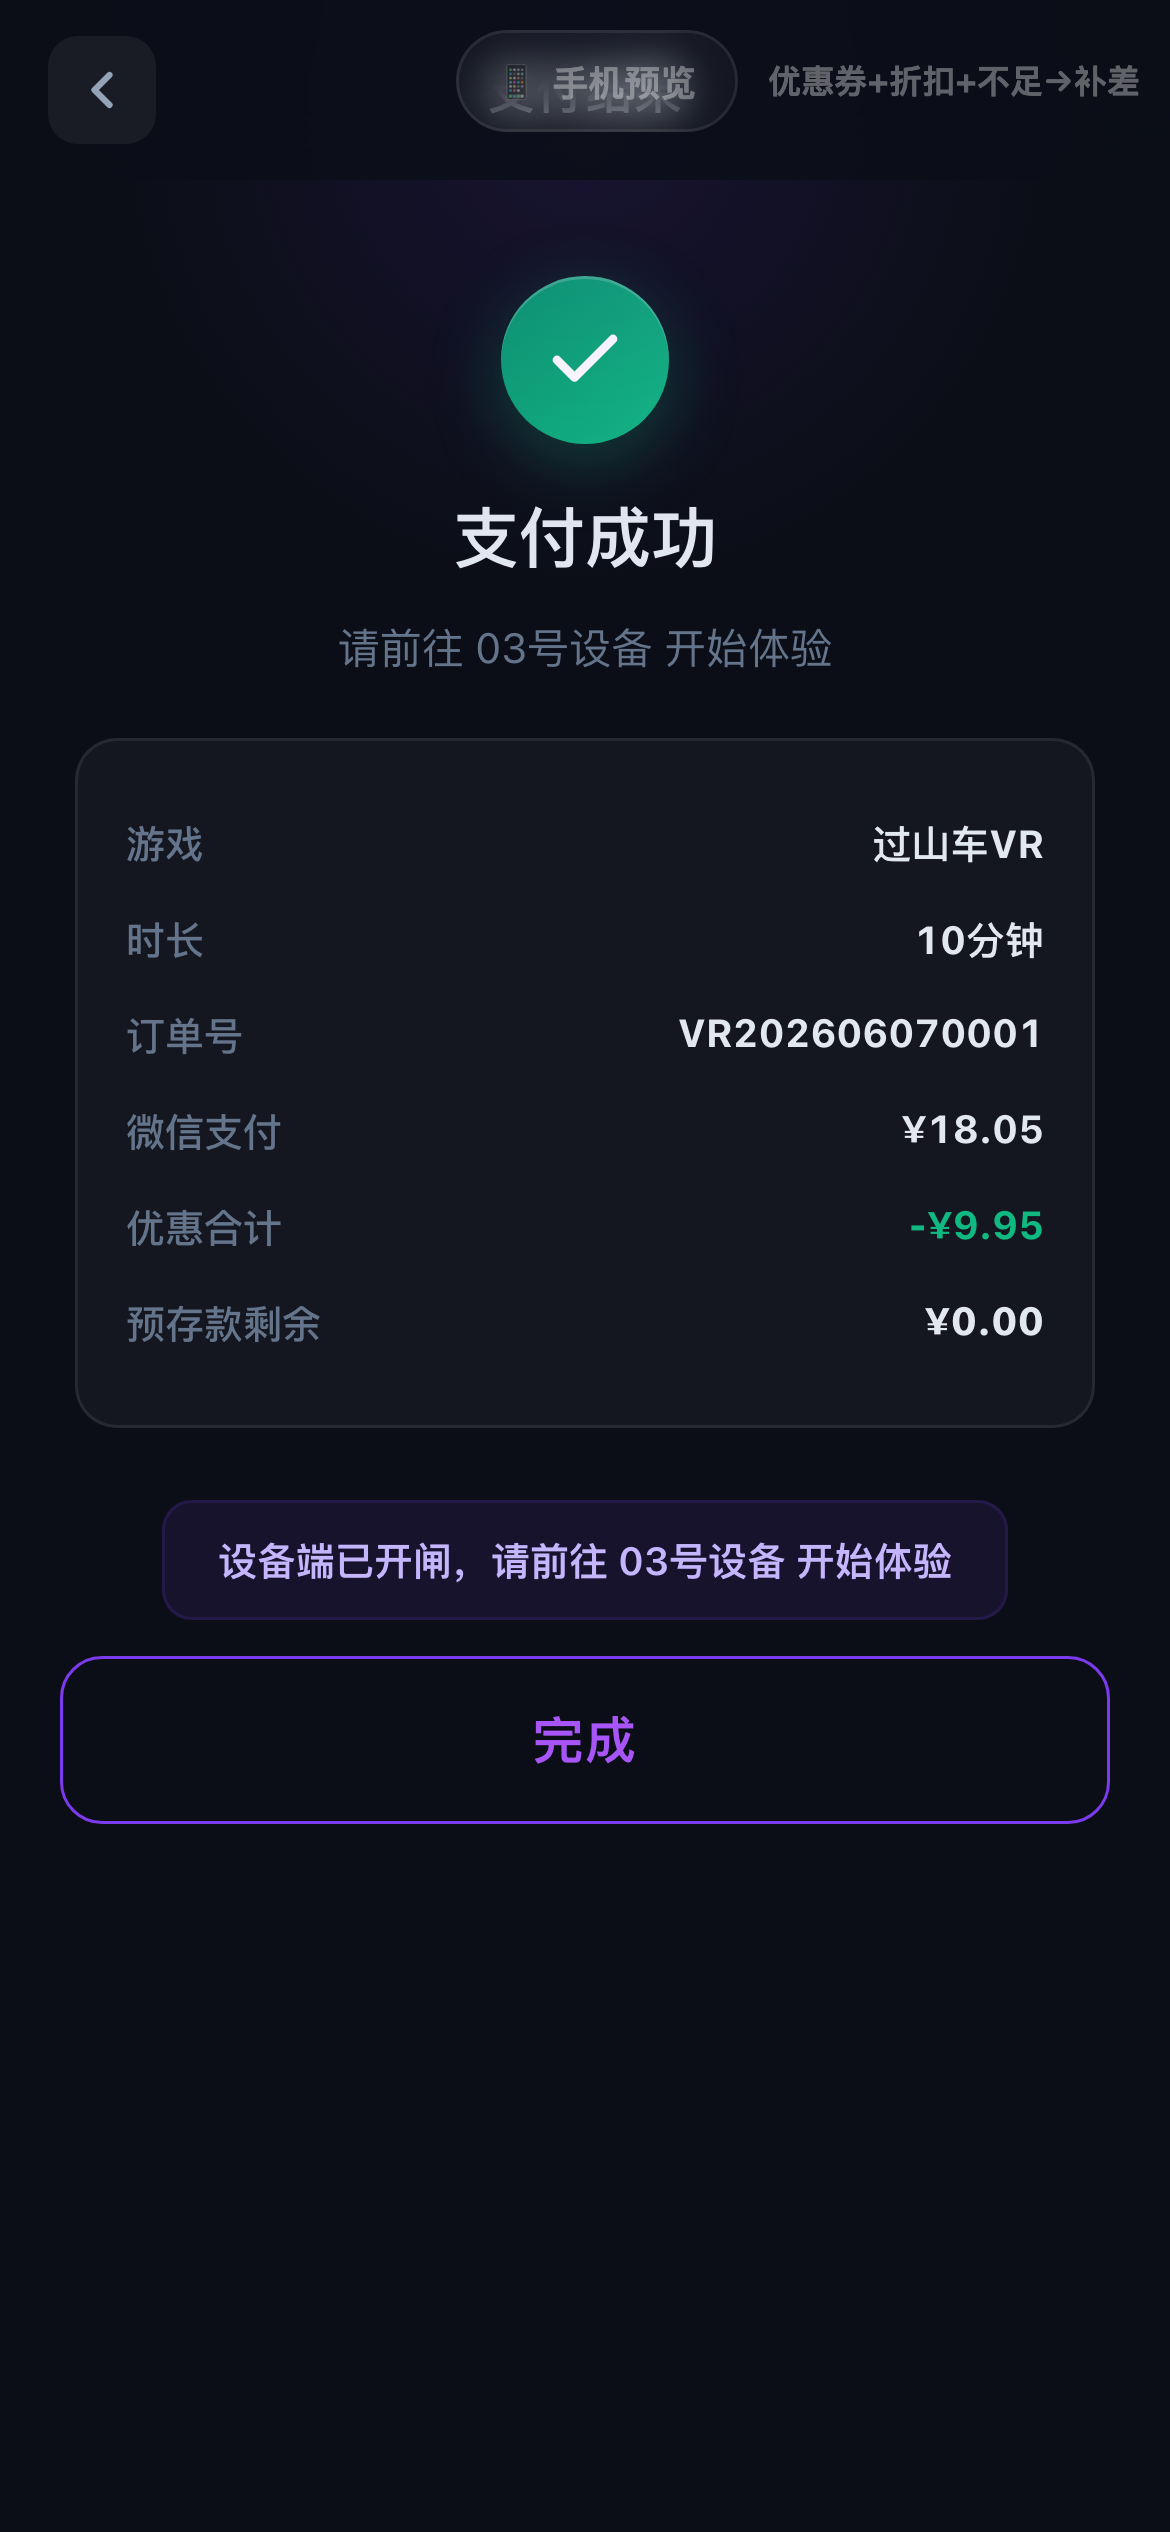 手机预览
优惠券+折扣+不足→补差
支付结果
支付成功
请前往 03号设备 开始体验
游戏
过山车VR
时长
10分钟
订单号
VR202606070001
微信支付
¥18.05
优惠合计
-¥9.95
预存款剩余
¥0.00
设备端已开闸，请前往 03号设备 开始体验
完成